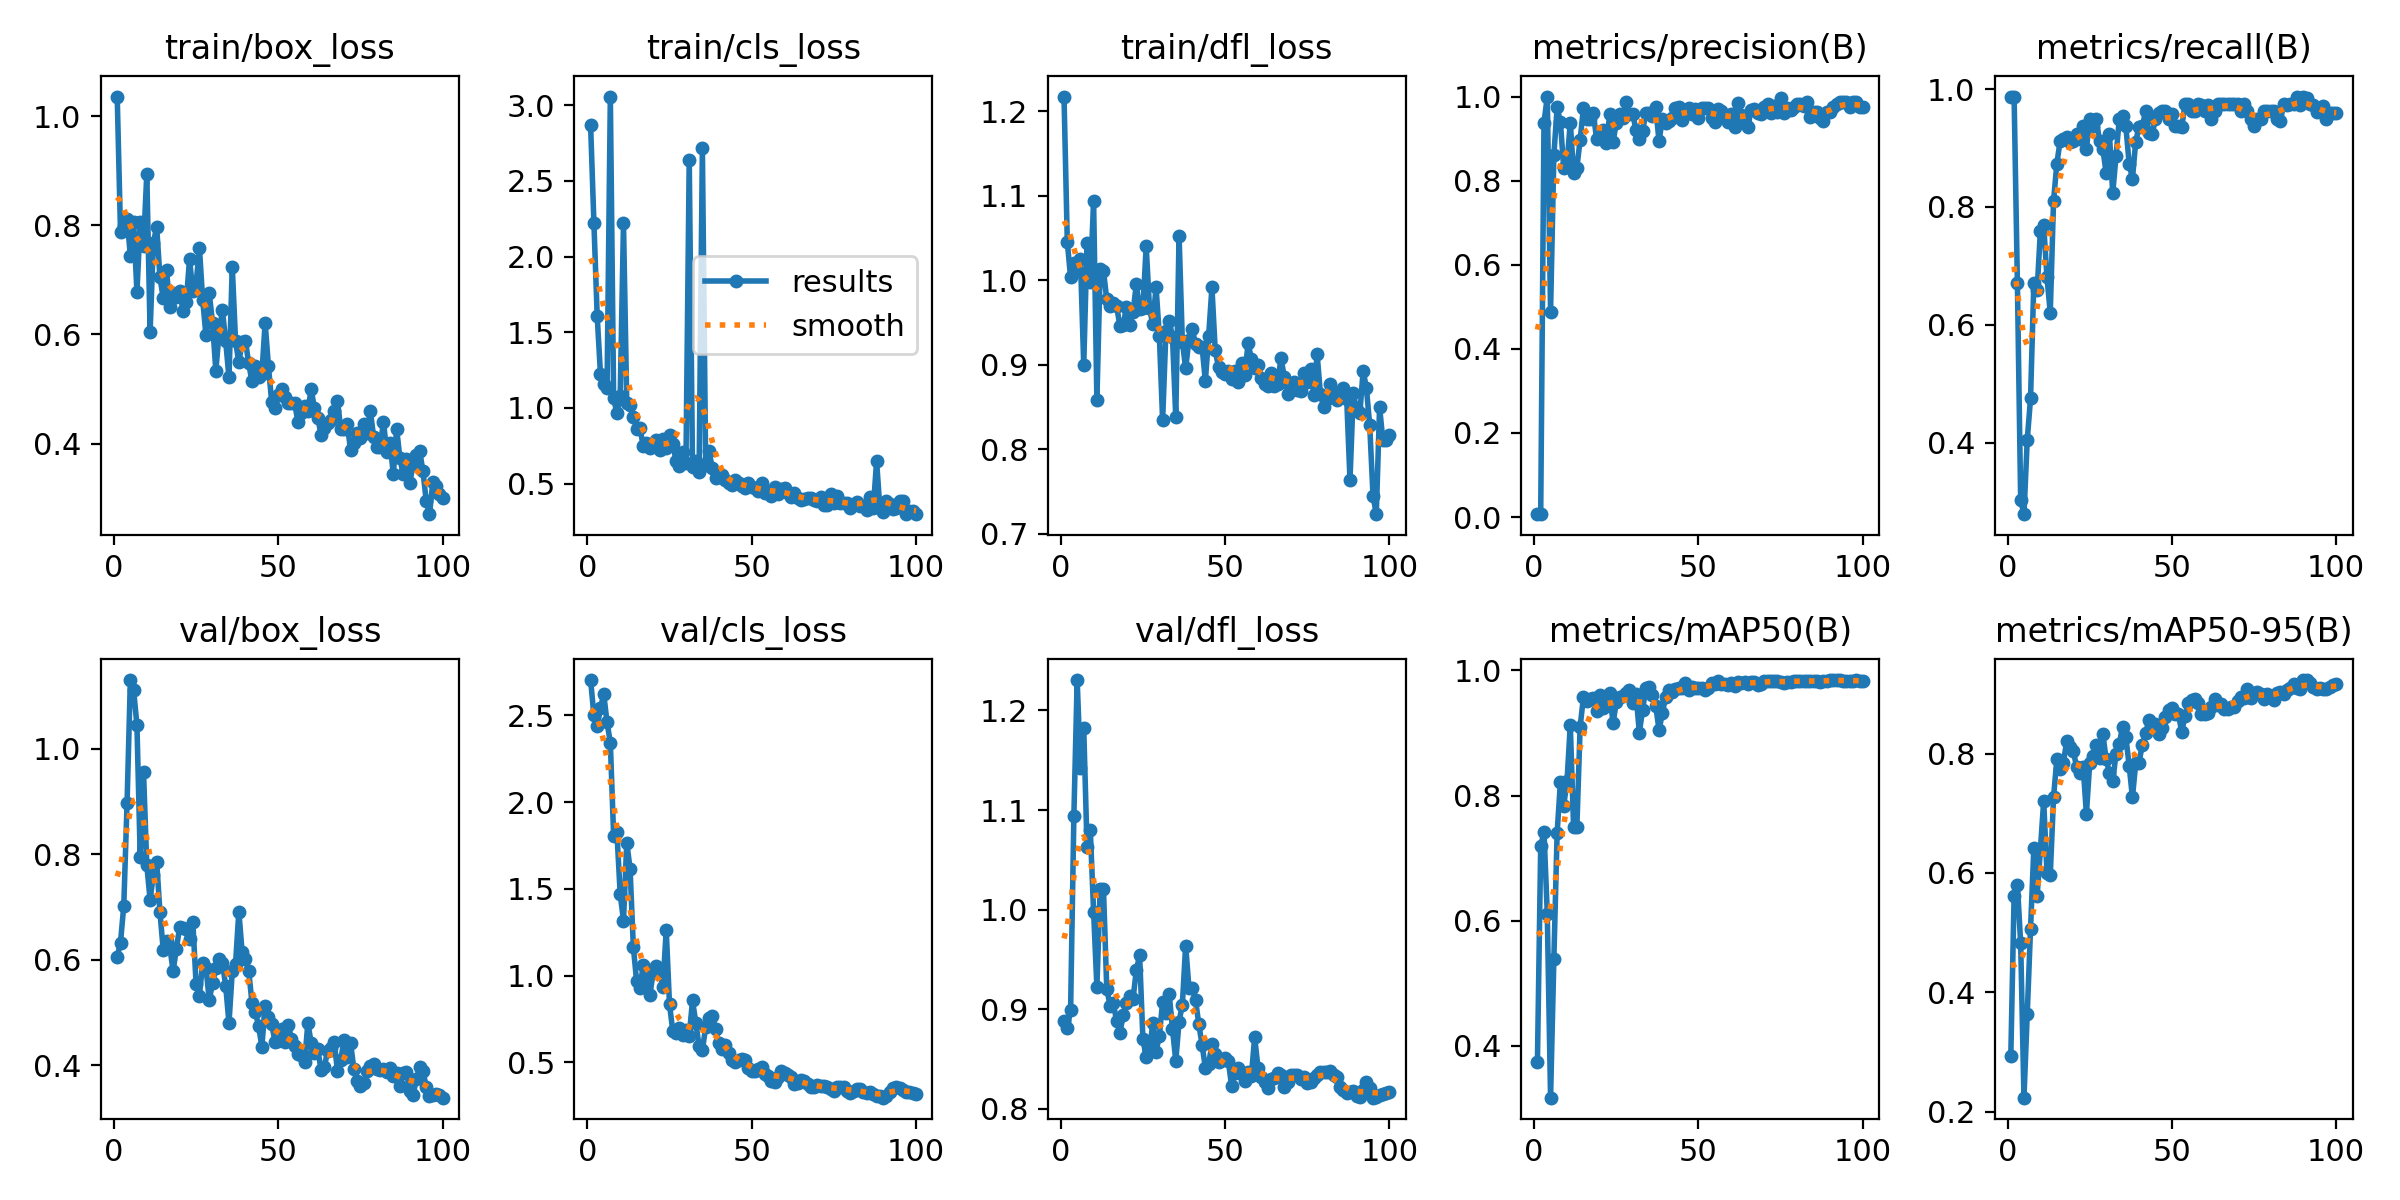 train/box_loss
train/cls_loss
train/dfl_loss
metrics/precision(B)
metrics/recall(B)
1.0
0.8
0.6
0.4
0 50 100
3.0
2.5
2.0
1.5
1.0
0.5
0 50 100
results
smooth
1.2
1.1
1.0
0.9
0.8
0.7
0 50 100
1.0
0.8
0.6
0.4
0.2
0.0
0 50 100
1.0
0.8
0.6
0.4
0 50 100
val/box_loss
val/cls_loss
val/dfl_loss
metrics/mAP50(B)
metrics/mAP50-95(B)
1.0
0.8
0.6
0.4
0 50 100
2.5
2.0
1.5
1.0
0.5
0 50 100
1.2
1.1
1.0
0.9
0.8
0 50 100
1.0
0.8
0.6
0.4
0 50 100
0.8
0.6
0.4
0.2
0 50 100